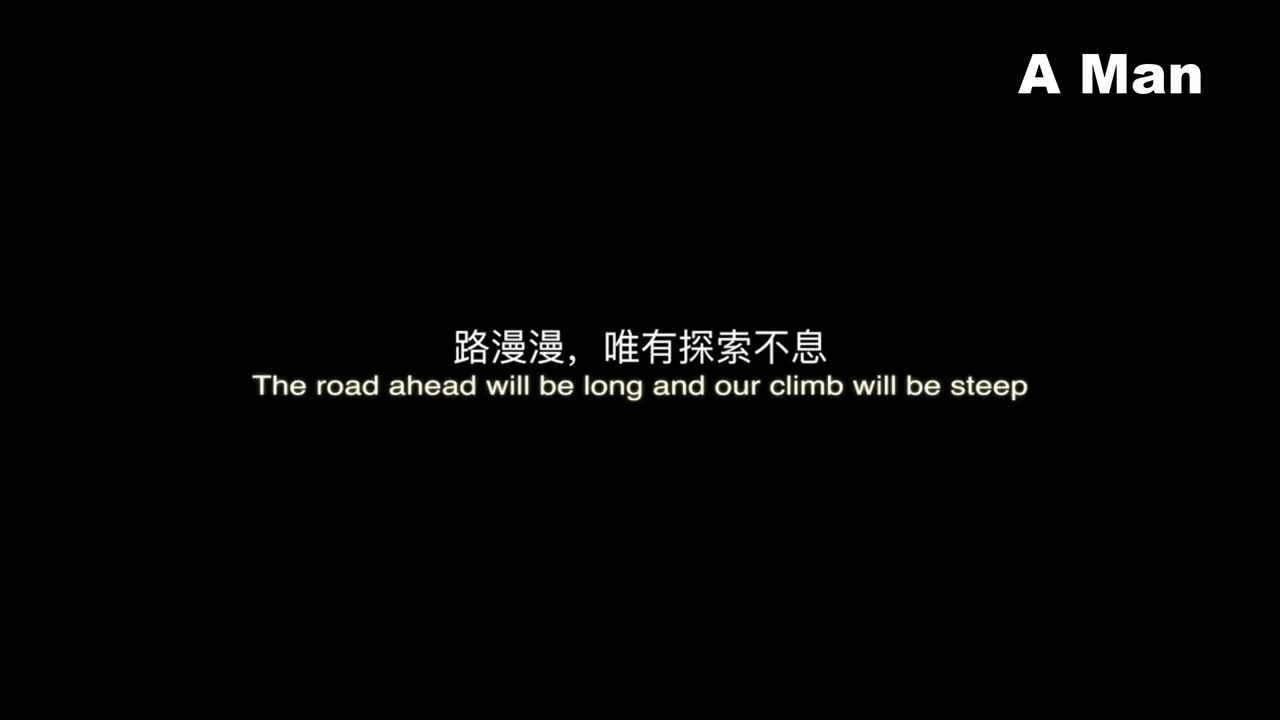 A Man
路漫漫，唯有探索不息
The road ahead will be long and our climb will be steep